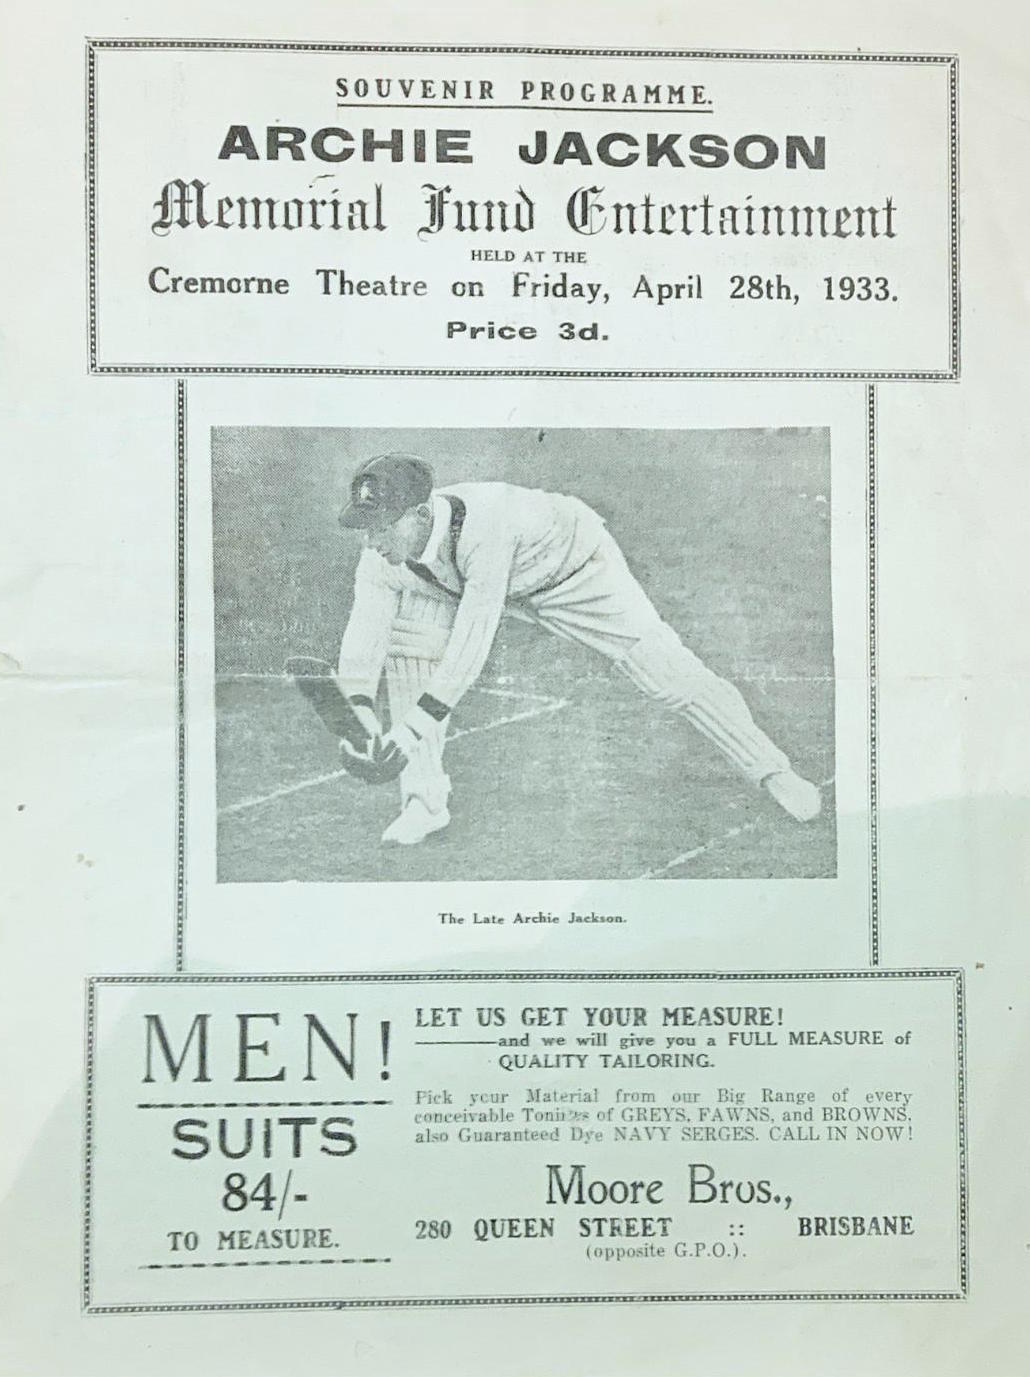 SOUVENIR PROGRAMME.
ARCHIE JACKSON
Memorial Fund Entertainment
HELD AT THE
Cremorne Theatre on Friday, April 28th, 1933.
Price 3d.
The Late Archie Jackson.
MEN!
SUITS
84/-
TO MEASURE.
LET US GET YOUR MEASURE!
—and we will give you a FULL MEASURE of
QUALITY TAILORING.
Pick your Material from our Big Range of every
conceivable of GREYS, FAWNS, and BROWNS,
also Guaranteed Dye NAVY SERGES. CALL IN NOW!
Moore Bros.,
280 QUEEN STREET :: BRISBANE
(opposite G.P.O.).